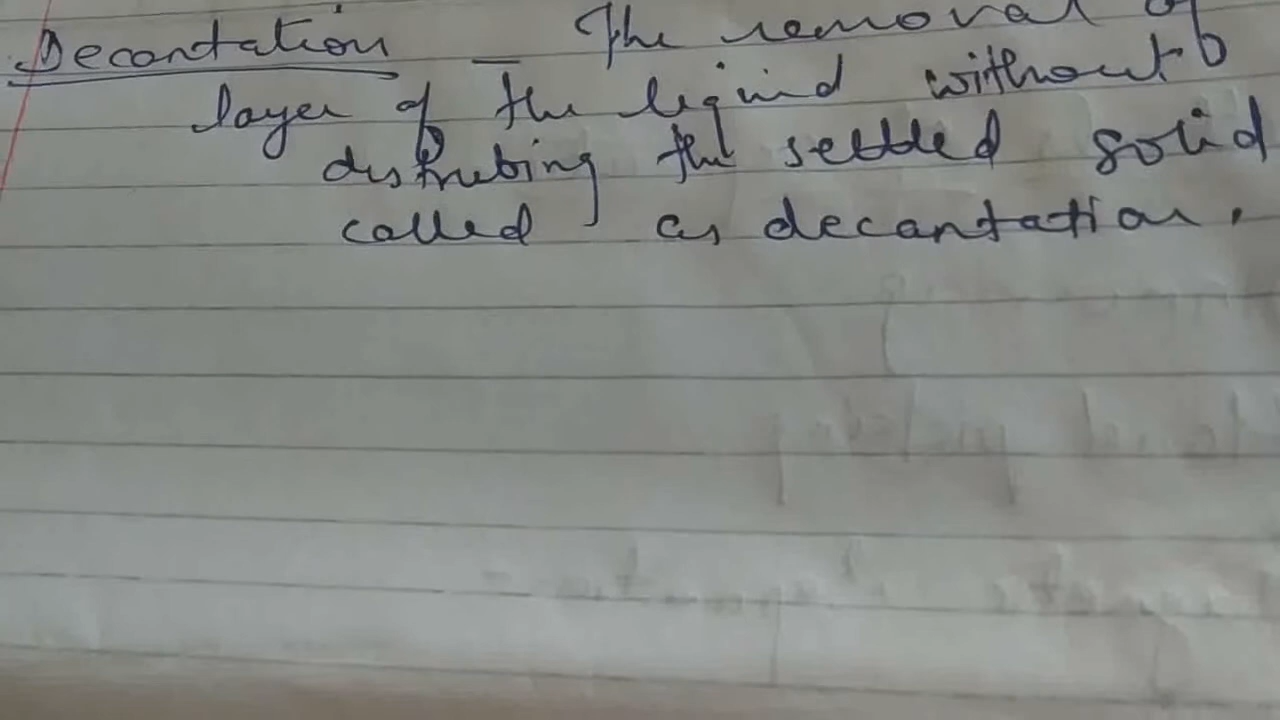 Decantation - The removal of
layer of the liquid without
distrubing the settled solid
called as decantation.